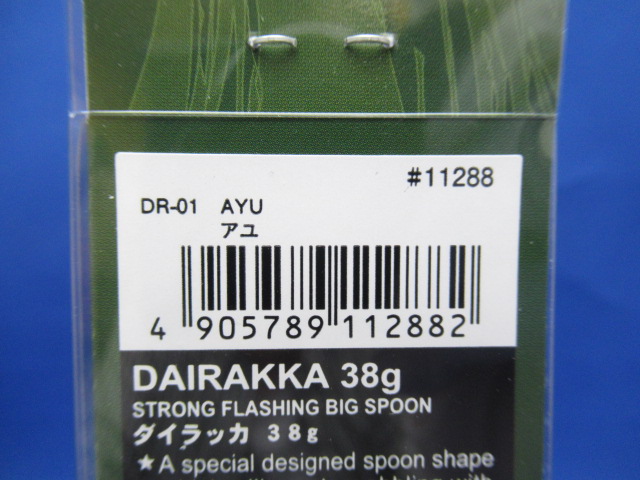 #11288
DR-01 AYU
アユ
4 905789 112882
DAIRAKKA 38g
STRONG FLASHING BIG SPOON
ダイラッカ 38g
★A special designed spoon shape
with